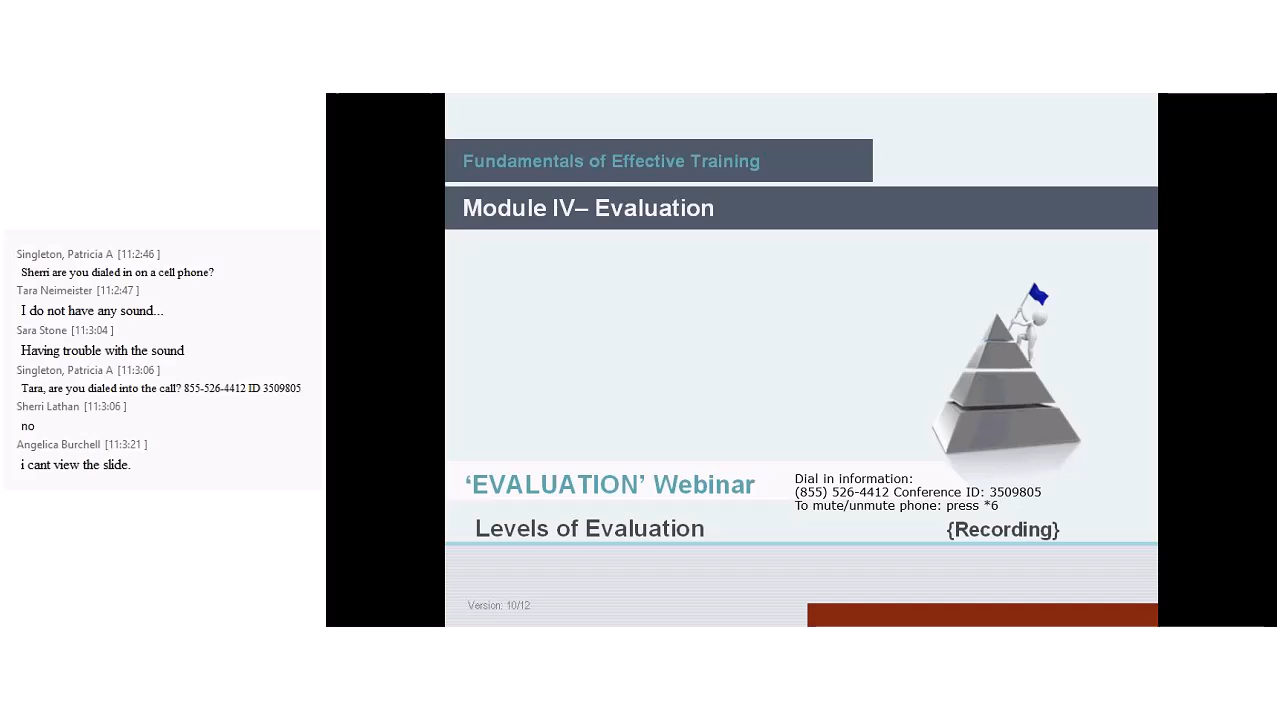 Singleton, Patricia A [11:2:46 ]
Sherri are you dialed in on a cell phone?
Tara Neimeister [11:2:47 ]
I do not have any sound...
Sara Stone [11:3:04 ]
Having trouble with the sound
Singleton, Patricia A [11:3:06 ]
Tara, are you dialed into the call? 855-526-4412 ID 3509805
Sherri Lathan [11:3:06 ]
no
Angelica Burchell [11:3:21 ]
i cant view the slide.
Fundamentals of Effective Training
Module IV– Evaluation
‘EVALUATION’ Webinar
Dial in information:
(855) 526-4412 Conference ID: 3509805
To mute/unmute phone: press *6
Levels of Evaluation
{Recording}
Version: 10/12